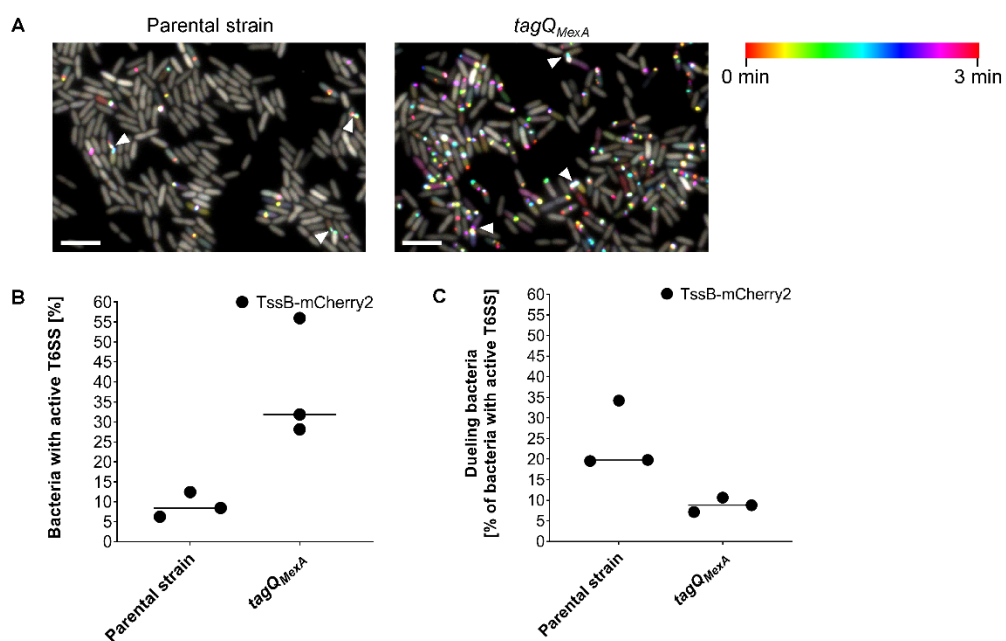 A
Parental strain
tagQMexA
0 min
3 min
B
Bacteria with active T6SS [%]
60
55
50
45
40
35
30
25
20
15
10
5
0
TssB-mCherry2
Parental strain
tagQMexA
C
Dueling bacteria
[% of bacteria with active T6SS]
60
55
50
45
40
35
30
25
20
15
10
5
0
TssB-mCherry2
Parental strain
tagQMexA